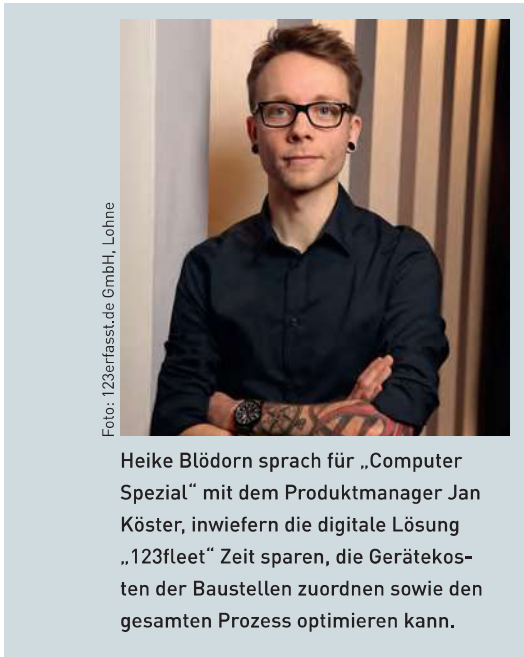 Foto: 123erfasst.de GmbH, Lohne
Heike Blödorn sprach für „Computer
Spezial“ mit dem Produktmanager Jan
Köster, inwiefern die digitale Lösung
„123fleet“ Zeit sparen, die Gerätekos-
ten der Baustellen zuordnen sowie den
gesamten Prozess optimieren kann.